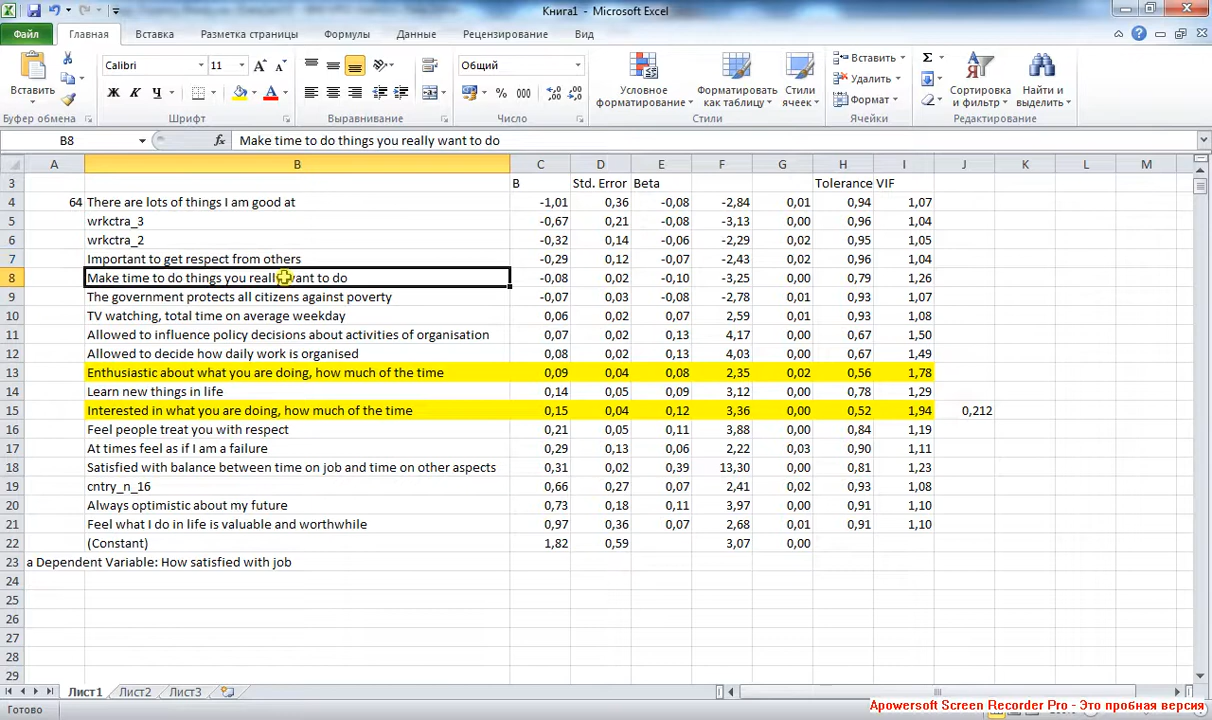 Книга1 - Microsoft Excel
Файл Главная Вставка Разметка страницы Формулы Данные Рецензирование Вид
Вставить Calibri 11 Общий Условное форматирование Форматировать как таблицу Стили ячеек Вставить Удалить Формат Сортировка и фильтр Найти и выделить
Ж К Ч % 000
Буфер обмена Шрифт Выравнивание Число Стили Ячейки Редактирование
B8 fx Make time to do things you really want to do
A B C D E F G H I J K L M
3 B Std. Error Beta Tolerance VIF
4 64 There are lots of things I am good at -1,01 0,36 -0,08 -2,84 0,01 0,94 1,07
5 wrkctra_3 -0,67 0,21 -0,08 -3,13 0,00 0,96 1,04
6 wrkctra_2 -0,32 0,14 -0,06 -2,29 0,02 0,95 1,05
7 Important to get respect from others -0,29 0,12 -0,07 -2,43 0,02 0,96 1,04
8 Make time to do things you really want to do -0,08 0,02 -0,10 -3,25 0,00 0,79 1,26
9 The government protects all citizens against poverty -0,07 0,03 -0,08 -2,78 0,01 0,93 1,07
10 TV watching, total time on average weekday 0,06 0,02 0,07 2,59 0,01 0,93 1,08
11 Allowed to influence policy decisions about activities of organisation 0,07 0,02 0,13 4,17 0,00 0,67 1,50
12 Allowed to decide how daily work is organised 0,08 0,02 0,13 4,03 0,00 0,67 1,49
13 Enthusiastic about what you are doing, how much of the time 0,09 0,04 0,08 2,35 0,02 0,56 1,78
14 Learn new things in life 0,14 0,05 0,09 3,12 0,00 0,78 1,29
15 Interested in what you are doing, how much of the time 0,15 0,04 0,12 3,36 0,00 0,52 1,94 0,212
16 Feel people treat you with respect 0,21 0,05 0,11 3,88 0,00 0,84 1,19
17 At times feel as if I am a failure 0,29 0,13 0,06 2,22 0,03 0,90 1,11
18 Satisfied with balance between time on job and time on other aspects 0,31 0,02 0,39 13,30 0,00 0,81 1,23
19 cntry_n_16 0,66 0,27 0,07 2,41 0,02 0,93 1,08
20 Always optimistic about my future 0,73 0,18 0,11 3,97 0,00 0,91 1,10
21 Feel what I do in life is valuable and worthwhile 0,97 0,36 0,07 2,68 0,01 0,91 1,10
22 (Constant) 1,82 0,59 3,07 0,00
23 a Dependent Variable: How satisfied with job
24
25
26
27
28
29
Лист1 Лист2 Лист3
Готово
Apowersoft Screen Recorder Pro - Это пробная версия